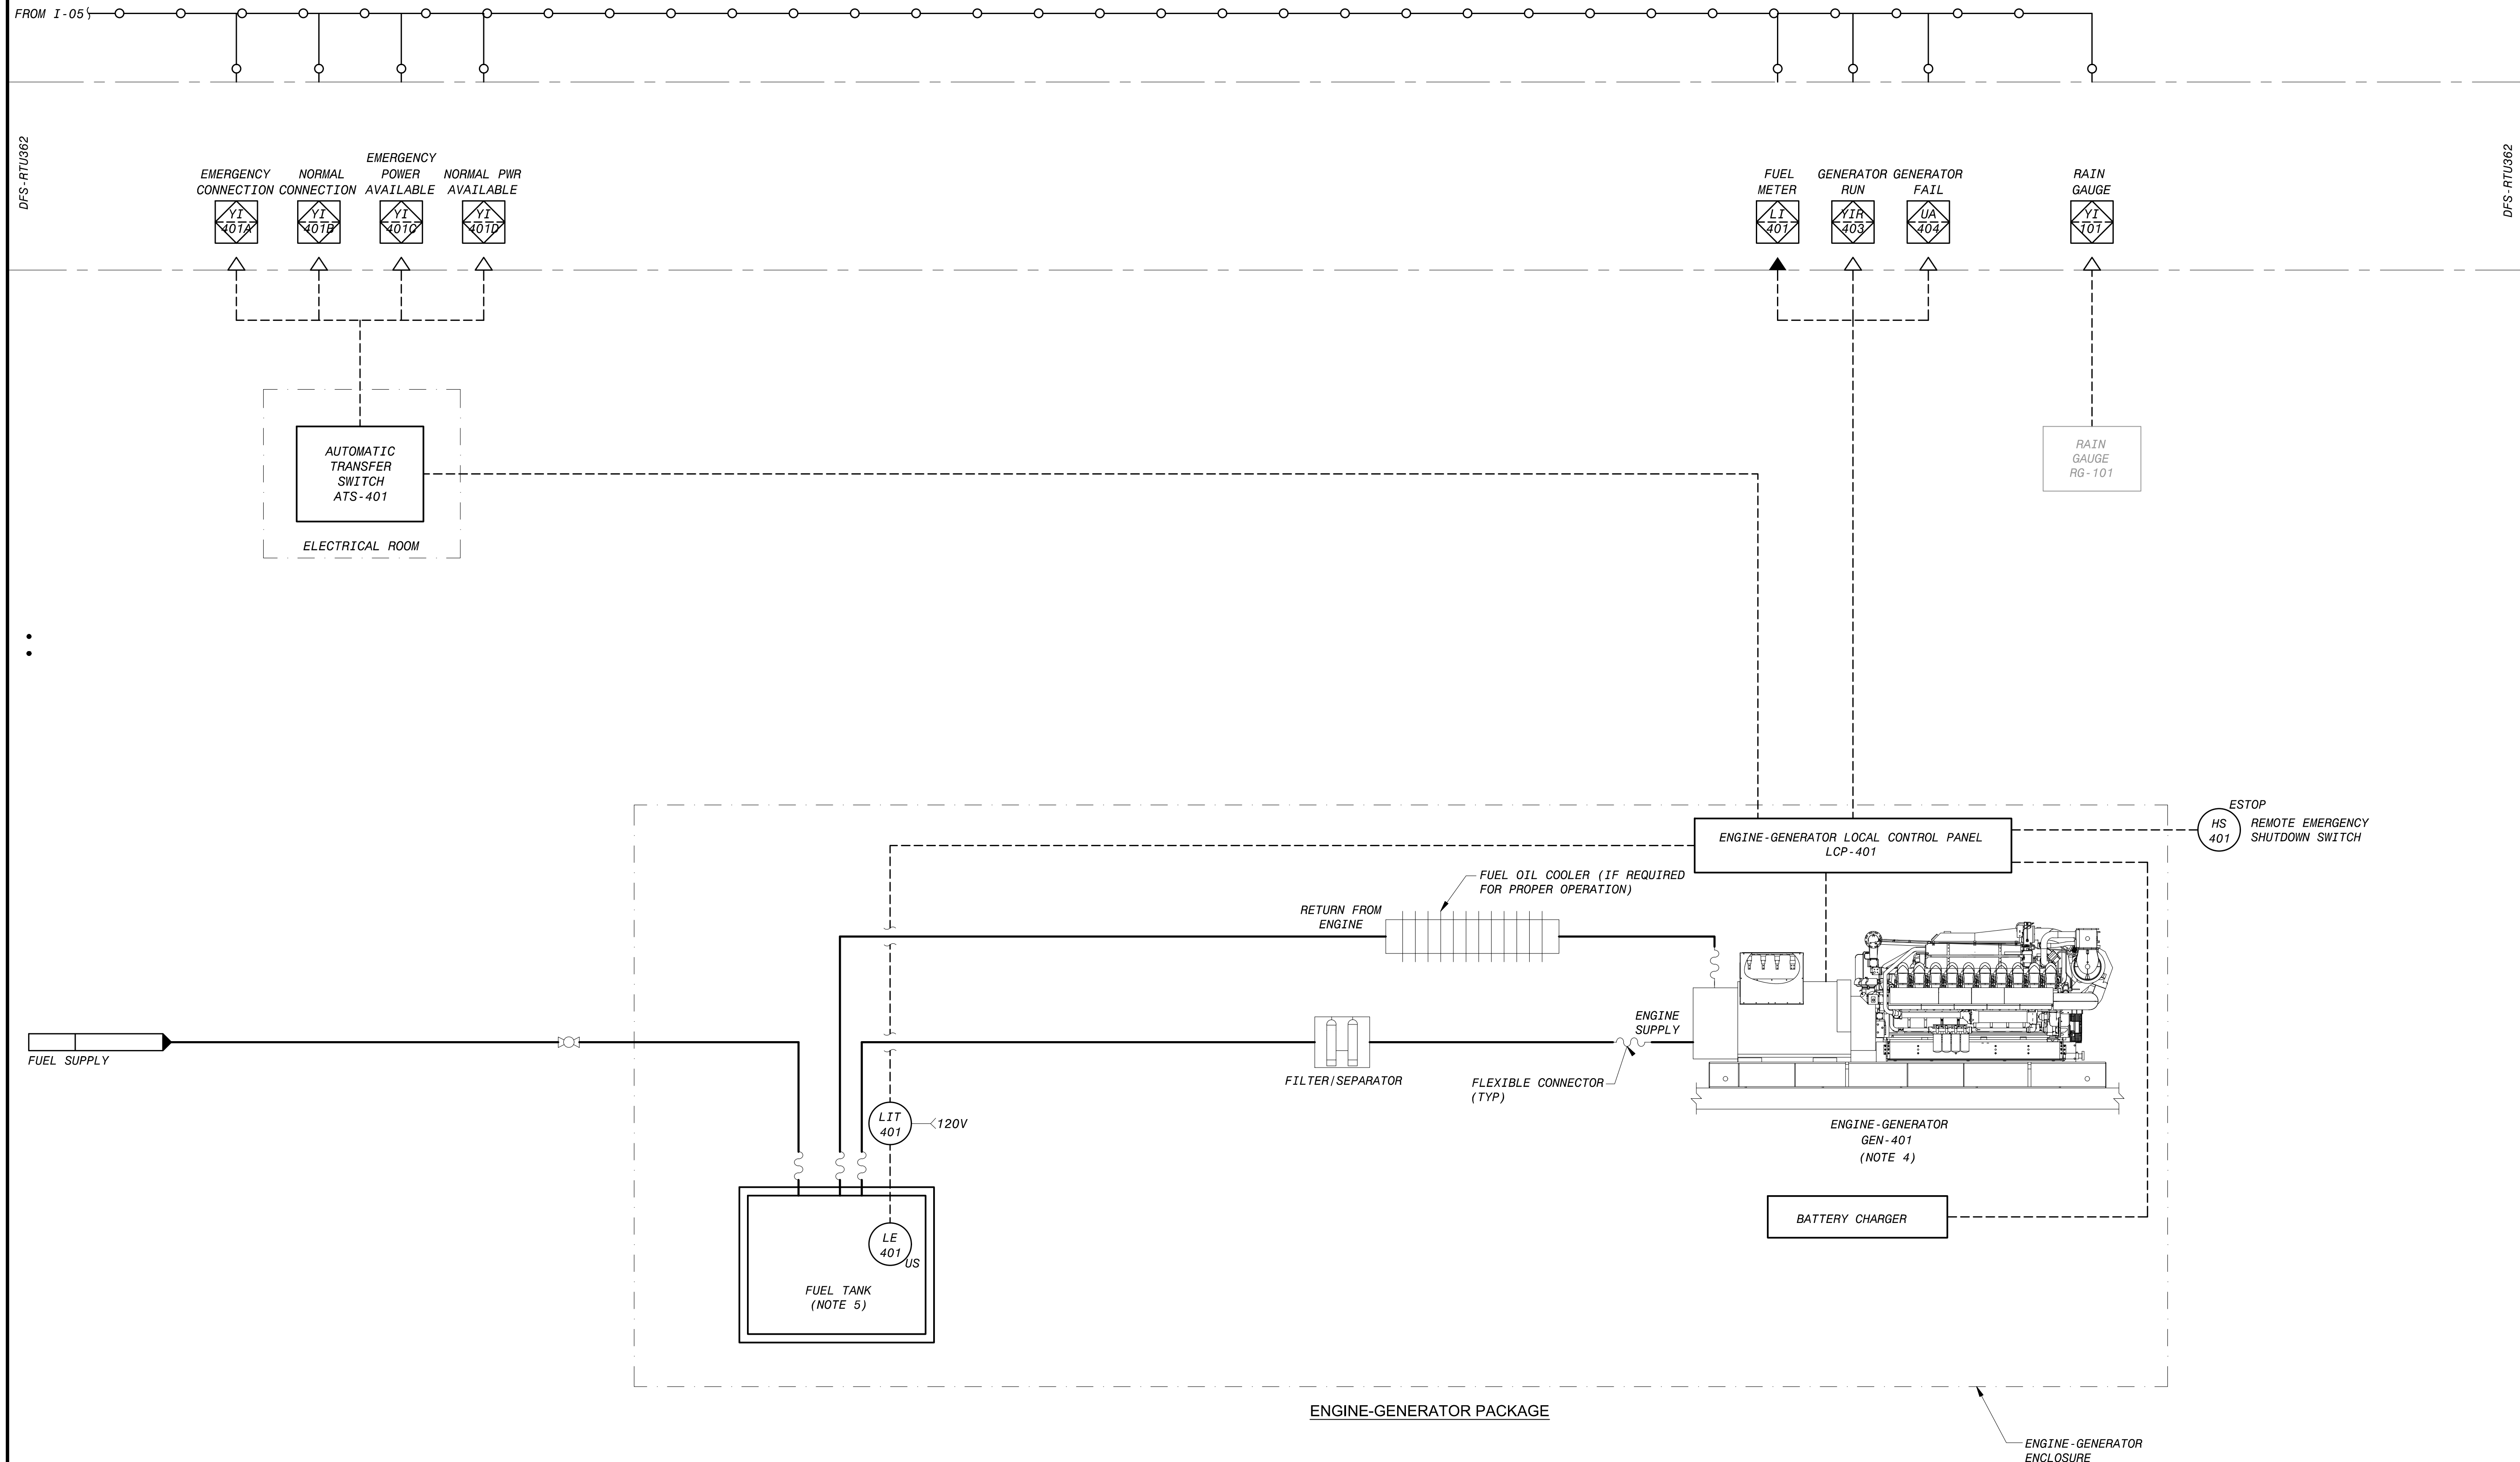 FROM I-05
DFS-RTU362
DFS-RTU362
EMERGENCY
CONNECTION
YI
401A
NORMAL
CONNECTION
YI
401B
EMERGENCY
POWER
AVAILABLE
YI
401C
NORMAL PWR
AVAILABLE
YI
401D
FUEL
METER
LI
401
GENERATOR
RUN
YIR
403
GENERATOR
FAIL
UA
404
RAIN
GAUGE
YI
101
AUTOMATIC
TRANSFER
SWITCH
ATS-401
ELECTRICAL ROOM
RAIN
GAUGE
RG-101
ENGINE-GENERATOR LOCAL CONTROL PANEL
LCP-401
ESTOP
HS
401
REMOTE EMERGENCY
SHUTDOWN SWITCH
FUEL OIL COOLER (IF REQUIRED
FOR PROPER OPERATION)
RETURN FROM
ENGINE
ENGINE
SUPPLY
FUEL SUPPLY
FILTER/SEPARATOR
FLEXIBLE CONNECTOR
(TYP)
LIT
401
120V
ENGINE-GENERATOR
GEN-401
(NOTE 4)
BATTERY CHARGER
LE
401
US
FUEL TANK
(NOTE 5)
ENGINE-GENERATOR PACKAGE
ENGINE-GENERATOR
ENCLOSURE